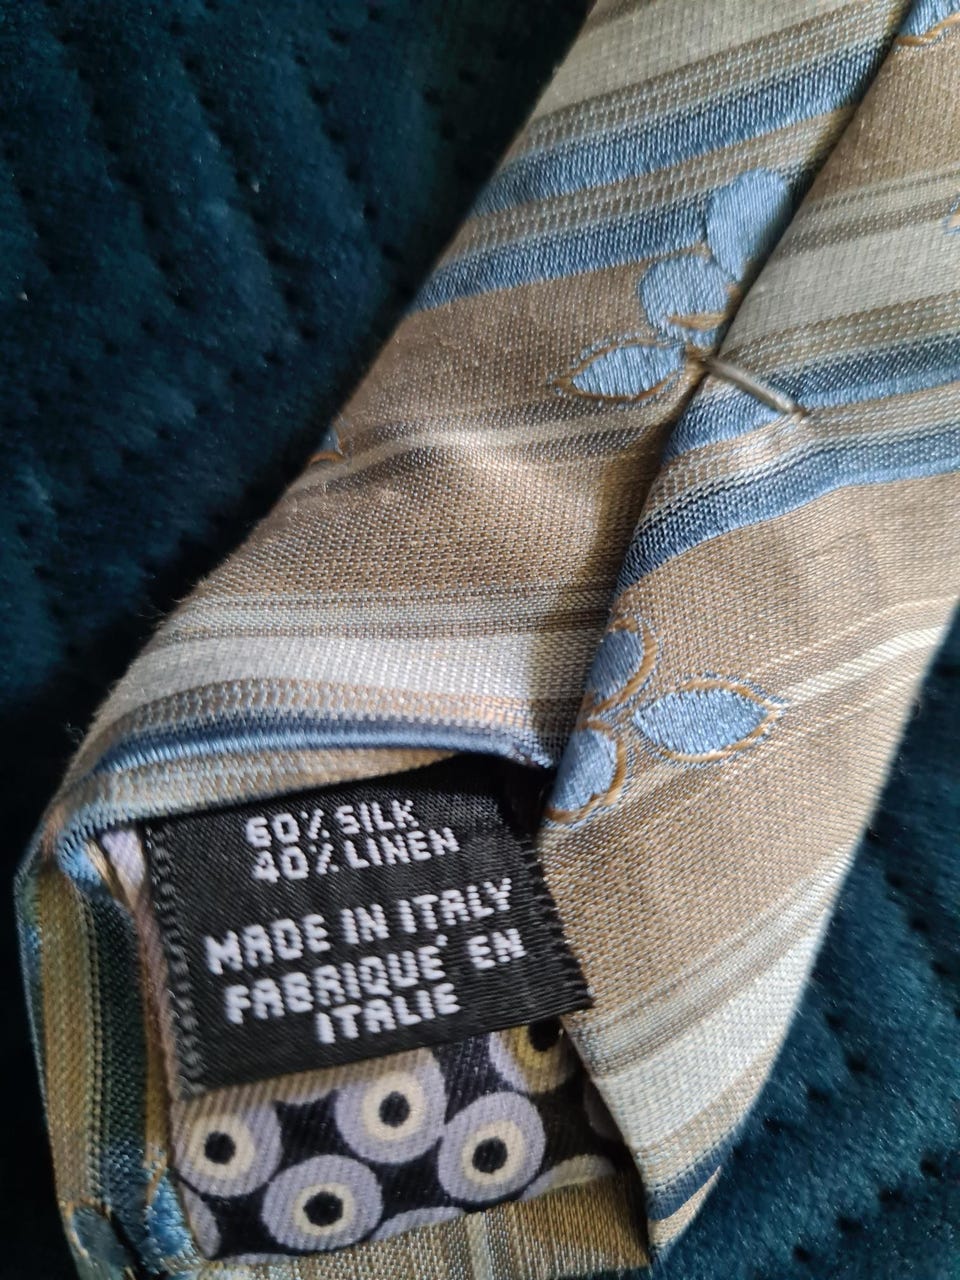 60% SILK
40% LINEN
MADE IN ITALY
FABRIQUE' EN
ITALIE